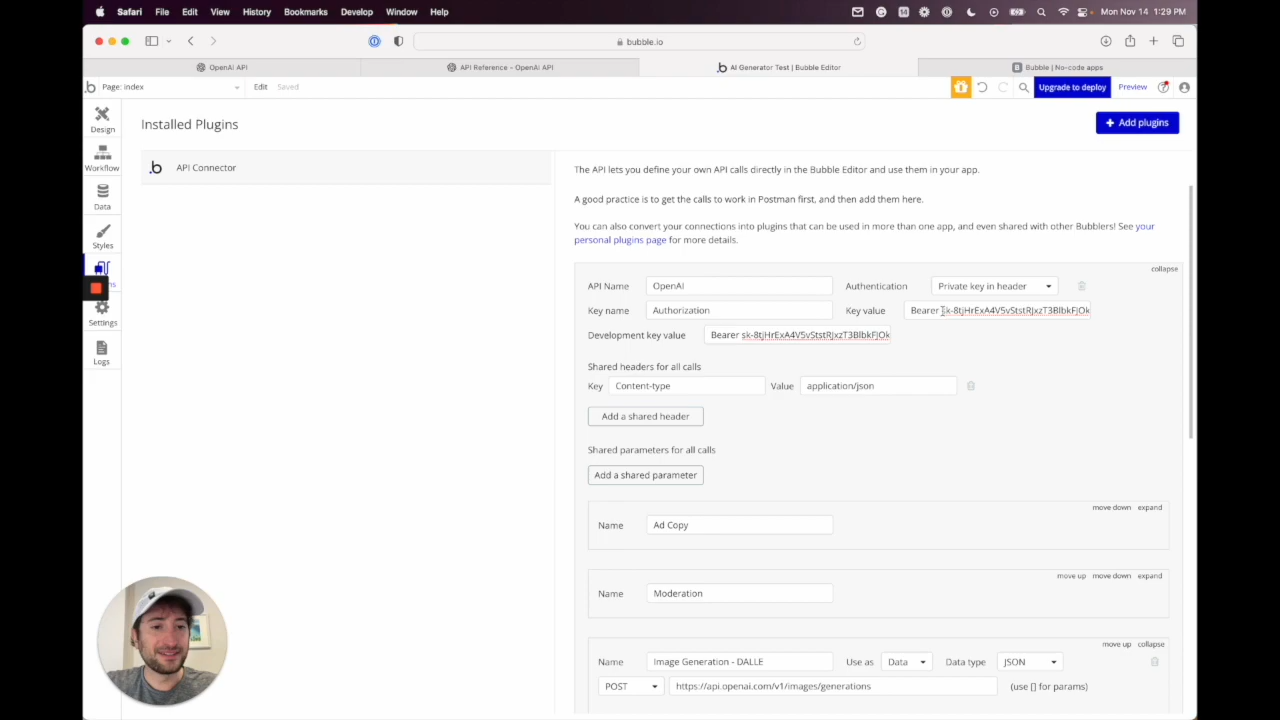 Safari File Edit View History Bookmarks Develop Window Help
14
Mon Nov 14 1:29 PM
bubble.io
OpenAI API
API Reference - OpenAI API
AI Generator Test | Bubble Editor
Bubble | No-code apps
Page: index
Edit
Saved
Upgrade to deploy
Preview
Design
Workflow
Data
Styles
Settings
Logs
Installed Plugins
+ Add plugins
API Connector
The API lets you define your own API calls directly in the Bubble Editor and use them in your app.
A good practice is to get the calls to work in Postman first, and then add them here.
You can also convert your connections into plugins that can be used in more than one app, and even shared with other Bubblers! See your
personal plugins page for more details.
collapse
API Name OpenAI Authentication Private key in header
Key name Authorization Key value Bearer
Development key value Bearer
Shared headers for all calls
Key Content-type Value application/json
Add a shared header
Shared parameters for all calls
Add a shared parameter
move down expand
Name Ad Copy
move up move down expand
Name Moderation
move up collapse
Name Image Generation - DALLE Use as Data Data type JSON
POST https://api.openai.com/v1/images/generations (use [] for params)